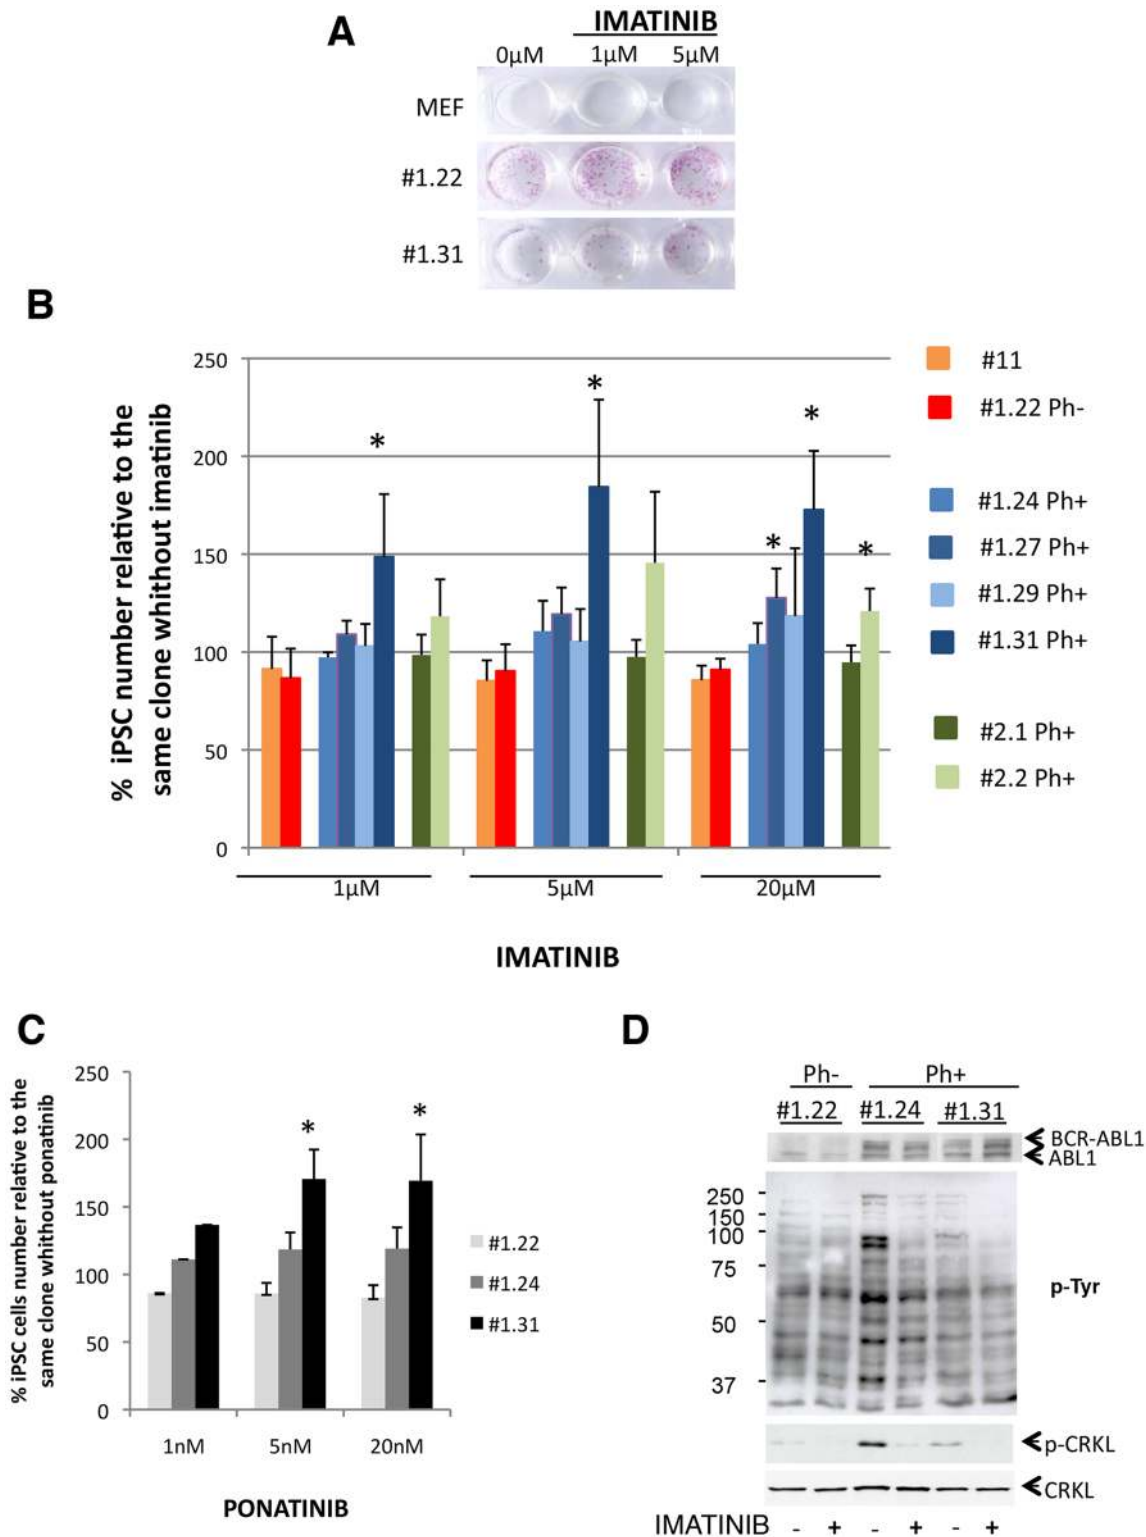 A
IMATINIB
0μM 1μM 5μM
MEF
#1.22
#1.31
B
% iPSC number relative to the
same clone whithout imatinib
250
200
150
100
50
0
* * * * *
1μM 5μM 20μM
IMATINIB
#11
#1.22 Ph-
#1.24 Ph+
#1.27 Ph+
#1.29 Ph+
#1.31 Ph+
#2.1 Ph+
#2.2 Ph+
C
% iPSC cells number relative to the
same clone whithout ponatinib
250
200
150
100
50
0
* *
1nM 5nM 20nM
PONATINIB
#1.22
#1.24
#1.31
D
Ph- Ph+
#1.22 #1.24 #1.31
BCR-ABL1
ABL1
250
150
100
75
50
37
p-Tyr
p-CRKL
CRKL
IMATINIB - + - + - +